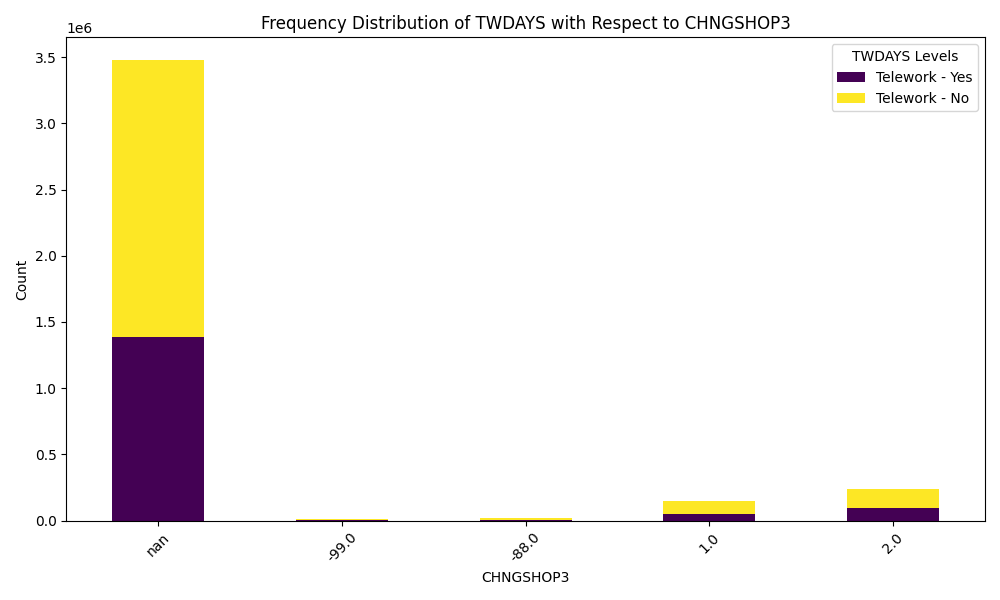 Frequency Distribution of TWDAYS with Respect to CHNGSHOP3
1e6
3.5
3.0
2.5
2.0
1.5
1.0
0.5
0.0
Count
TWDAYS Levels
Telework - Yes
Telework - No
nan
-99.0
-88.0
1.0
2.0
CHNGSHOP3